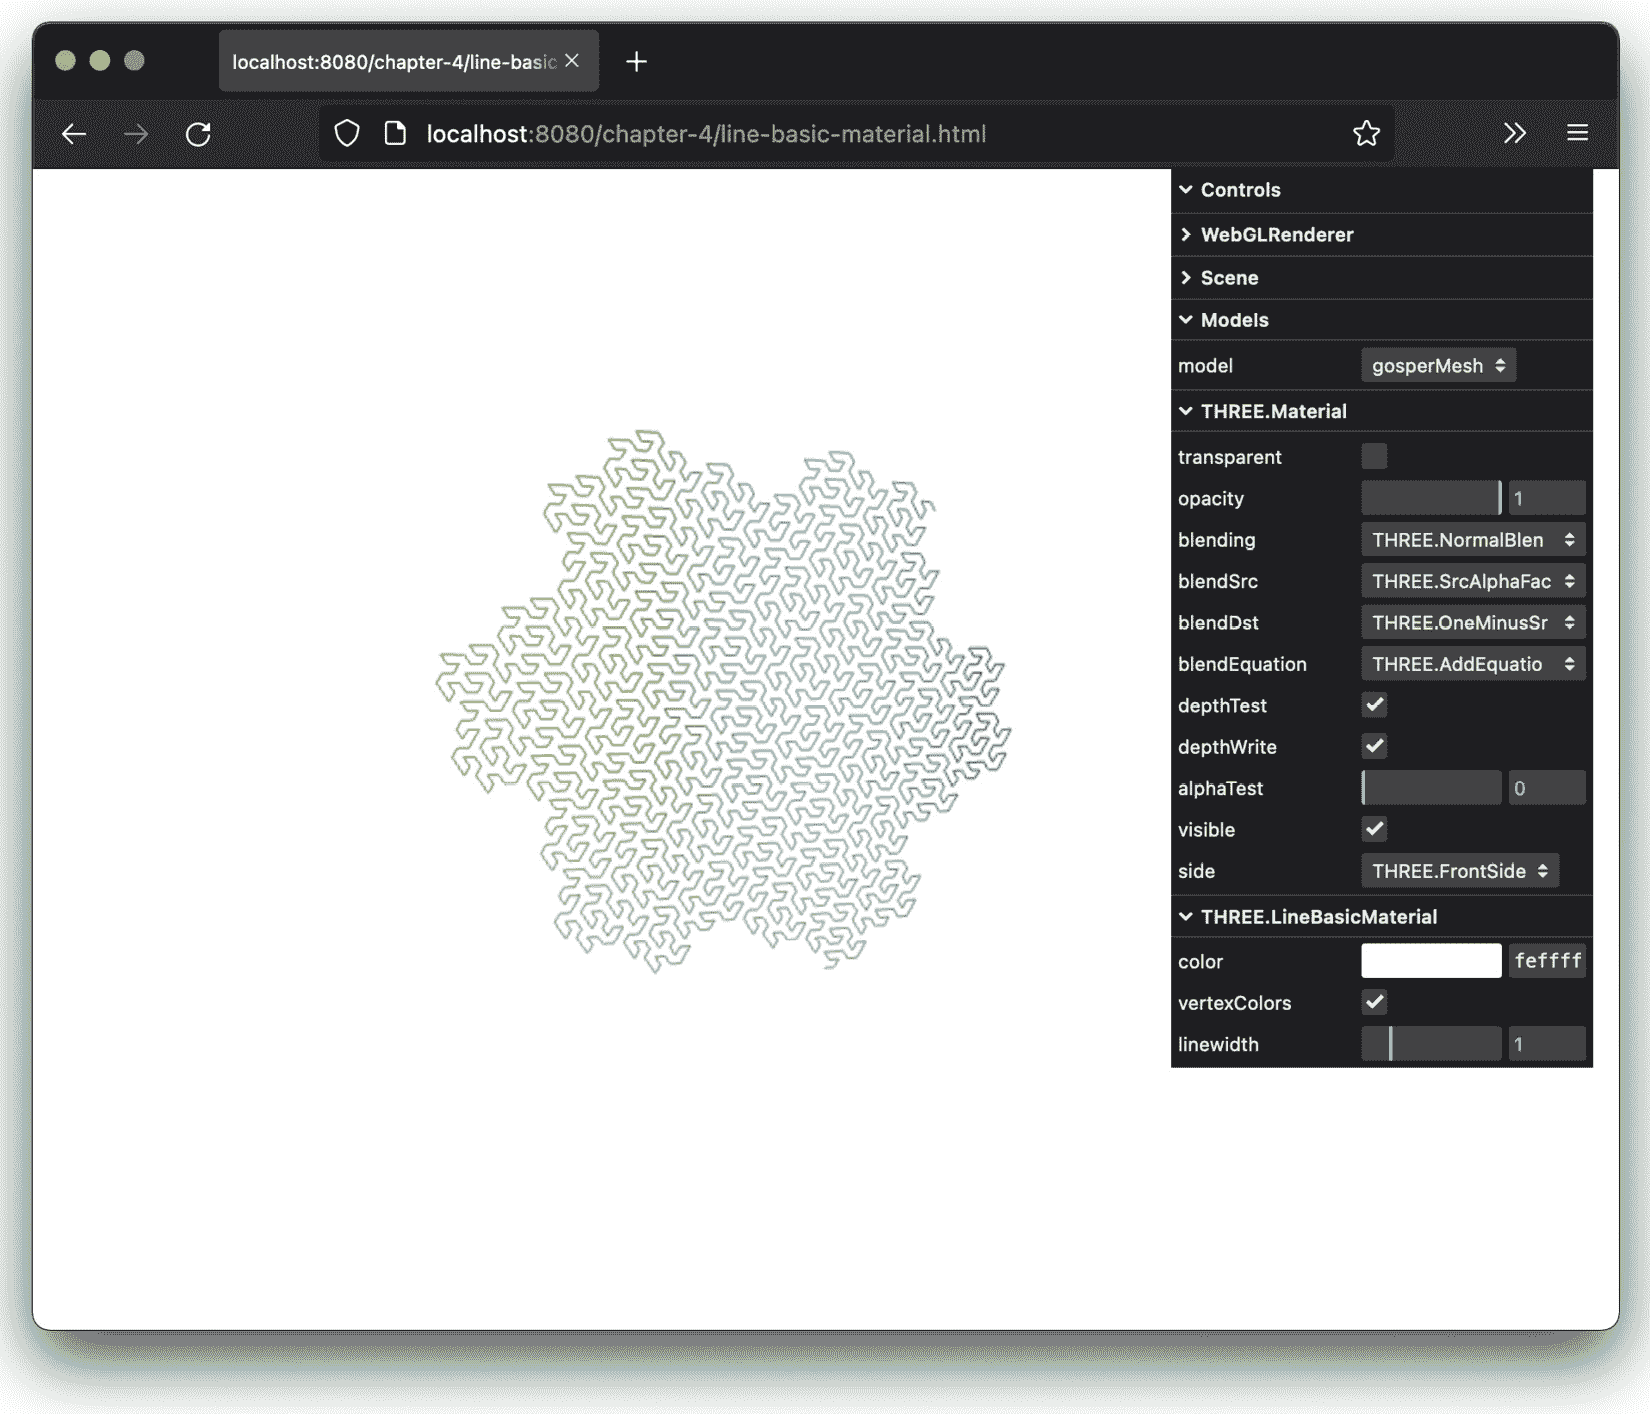 localhost:8080/chapter-4/line-basic
localhost:8080/chapter-4/line-basic-material.html
Controls
WebGLRenderer
Scene
Models
model gosperMesh
THREE.Material
transparent
opacity 1
blending THREE.NormalBlen
blendSrc THREE.SrcAlphaFac
blendDst THREE.OneMinusSr
blendEquation THREE.AddEquatio
depthTest
depthWrite
alphaTest 0
visible
side THREE.FrontSide
THREE.LineBasicMaterial
color feffff
vertexColors
linewidth 1